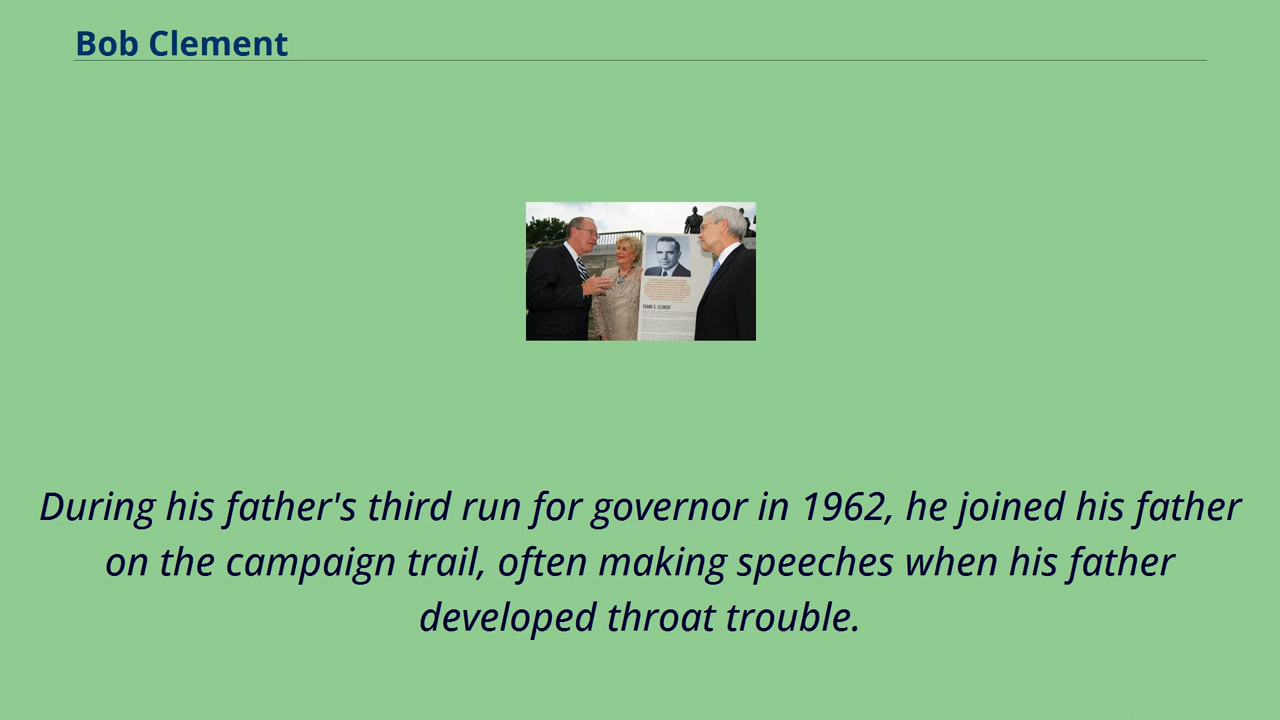 Bob Clement
FRANK G. CLEMENT
During his father's third run for governor in 1962, he joined his father
on the campaign trail, often making speeches when his father
developed throat trouble.